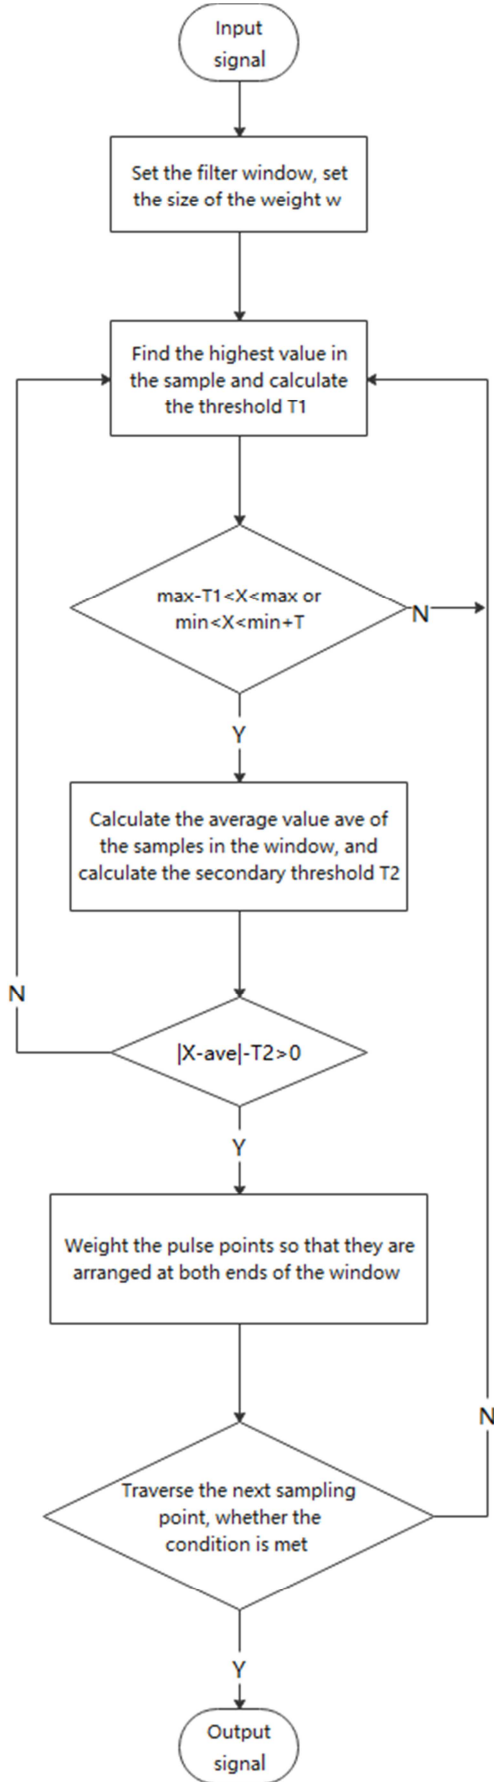 Input
signal
Set the filter window, set
the size of the weight w
Find the highest value in
the sample and calculate
the threshold T1
max-T1<X<max or
min<X<min+T
N
Y
Calculate the average value ave of
the samples in the window, and
calculate the secondary threshold T2
N
|X-ave|-T2>0
Y
Weight the pulse points so that they are
arranged at both ends of the window
N
Traverse the next sampling
point, whether the
condition is met
Y
Output
signal